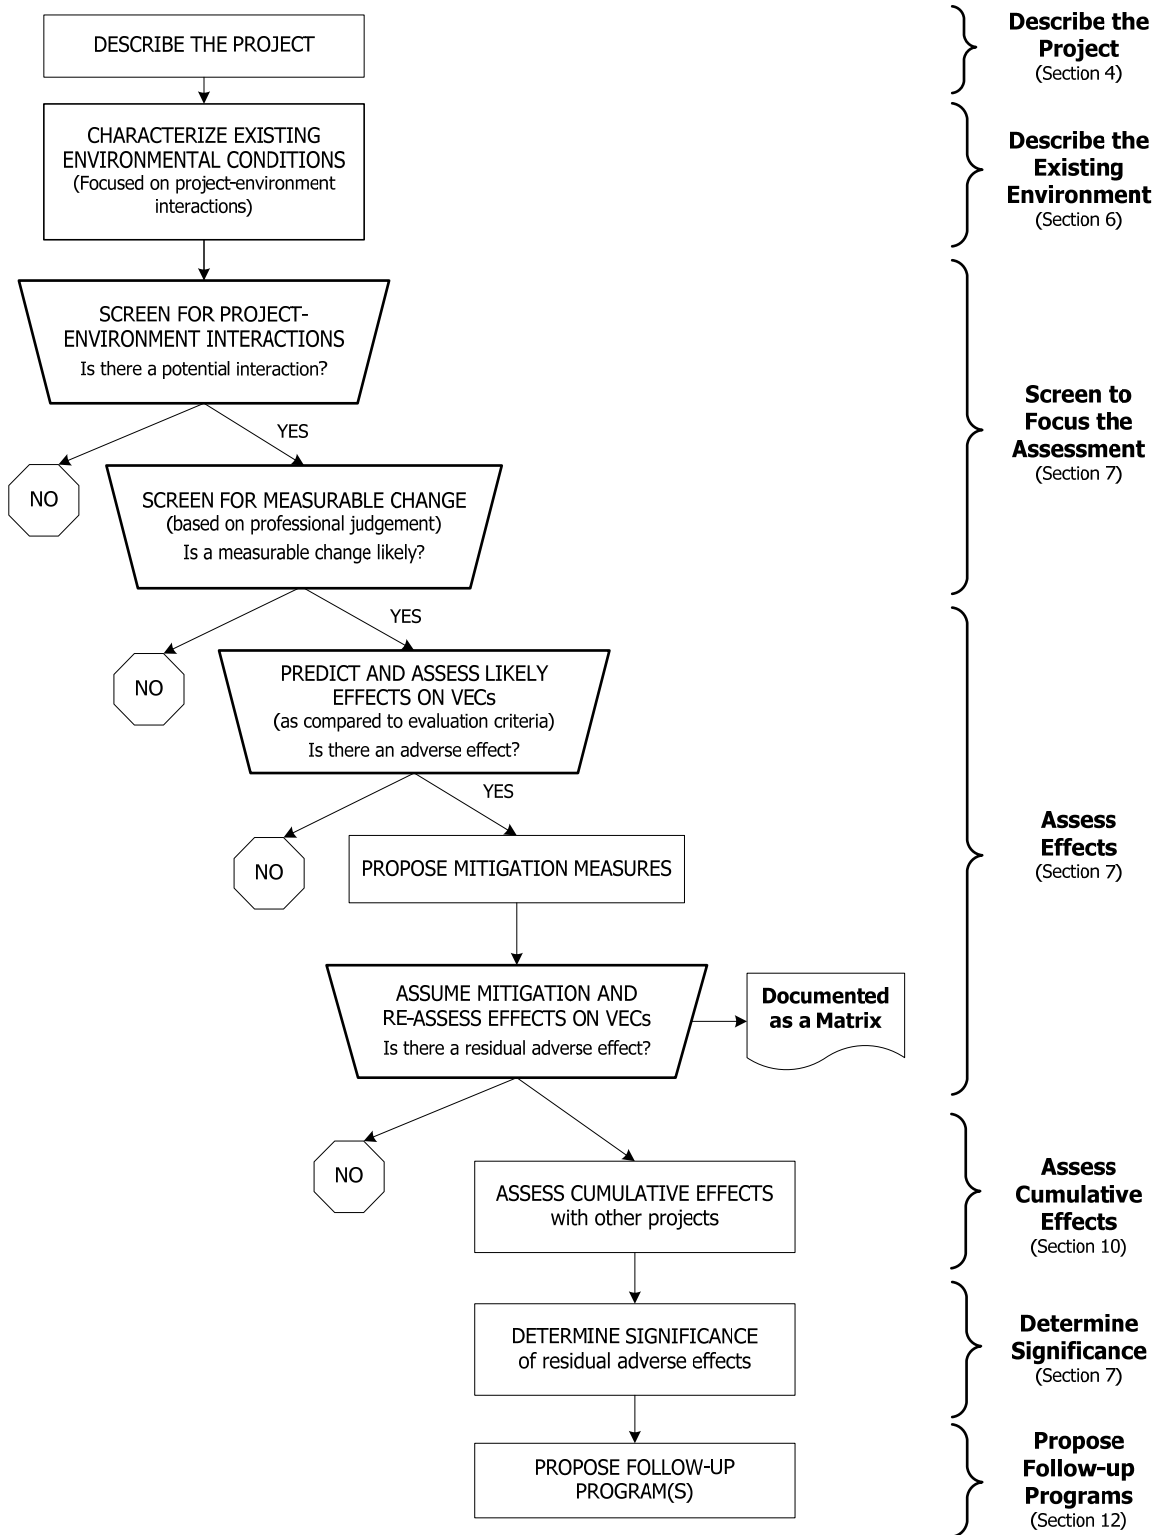 DESCRIBE THE PROJECT
Describe the
Project
(Section 4)
CHARACTERIZE EXISTING
ENVIRONMENTAL CONDITIONS
(Focused on project-environment
interactions)
Describe the
Existing
Environment
(Section 6)
SCREEN FOR PROJECT-
ENVIRONMENT INTERACTIONS
Is there a potential interaction?
YES
NO
SCREEN FOR MEASURABLE CHANGE
(based on professional judgement)
Is a measurable change likely?
Screen to
Focus the
Assessment
(Section 7)
YES
NO
PREDICT AND ASSESS LIKELY
EFFECTS ON VECs
(as compared to evaluation criteria)
Is there an adverse effect?
YES
NO
PROPOSE MITIGATION MEASURES
Assess
Effects
(Section 7)
ASSUME MITIGATION AND
RE-ASSESS EFFECTS ON VECs
Is there a residual adverse effect?
Documented
as a Matrix
NO
ASSESS CUMULATIVE EFFECTS
with other projects
Assess
Cumulative
Effects
(Section 10)
DETERMINE SIGNIFICANCE
of residual adverse effects
Determine
Significance
(Section 7)
PROPOSE FOLLOW-UP
PROGRAM(S)
Propose
Follow-up
Programs
(Section 12)